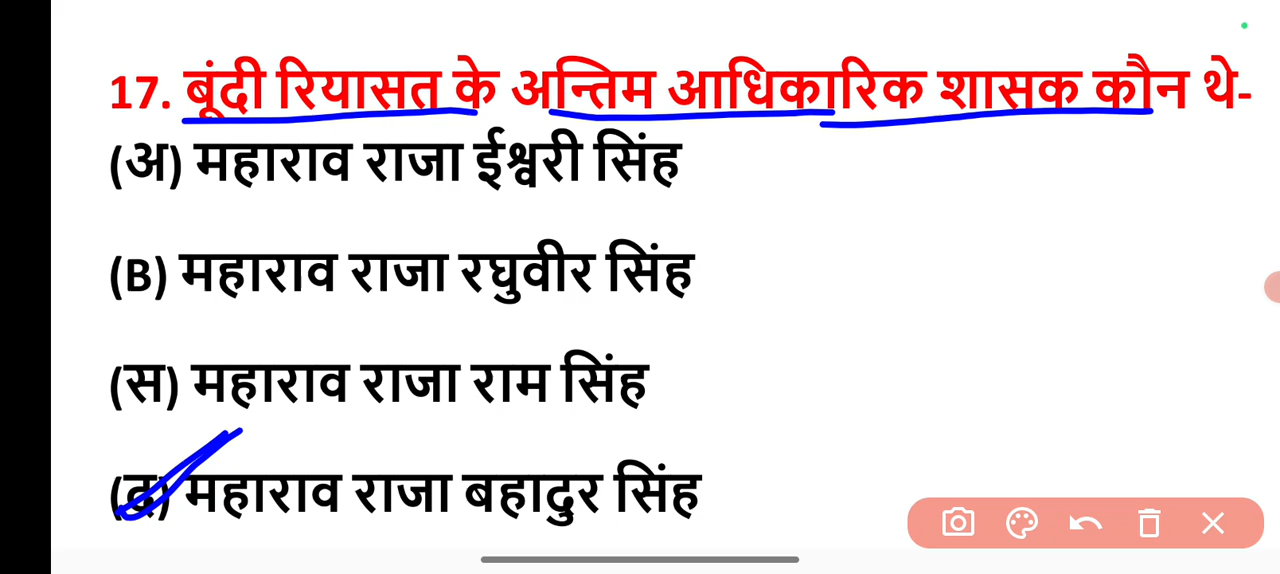 17. बूंदी रियासत के अन्तिम आधिकारिक शासक कौन थे-
(अ) महाराव राजा ईश्वरी सिंह
(B) महाराव राजा रघुवीर सिंह
(स) महाराव राजा राम सिंह
(द) महाराव राजा बहादुर सिंह